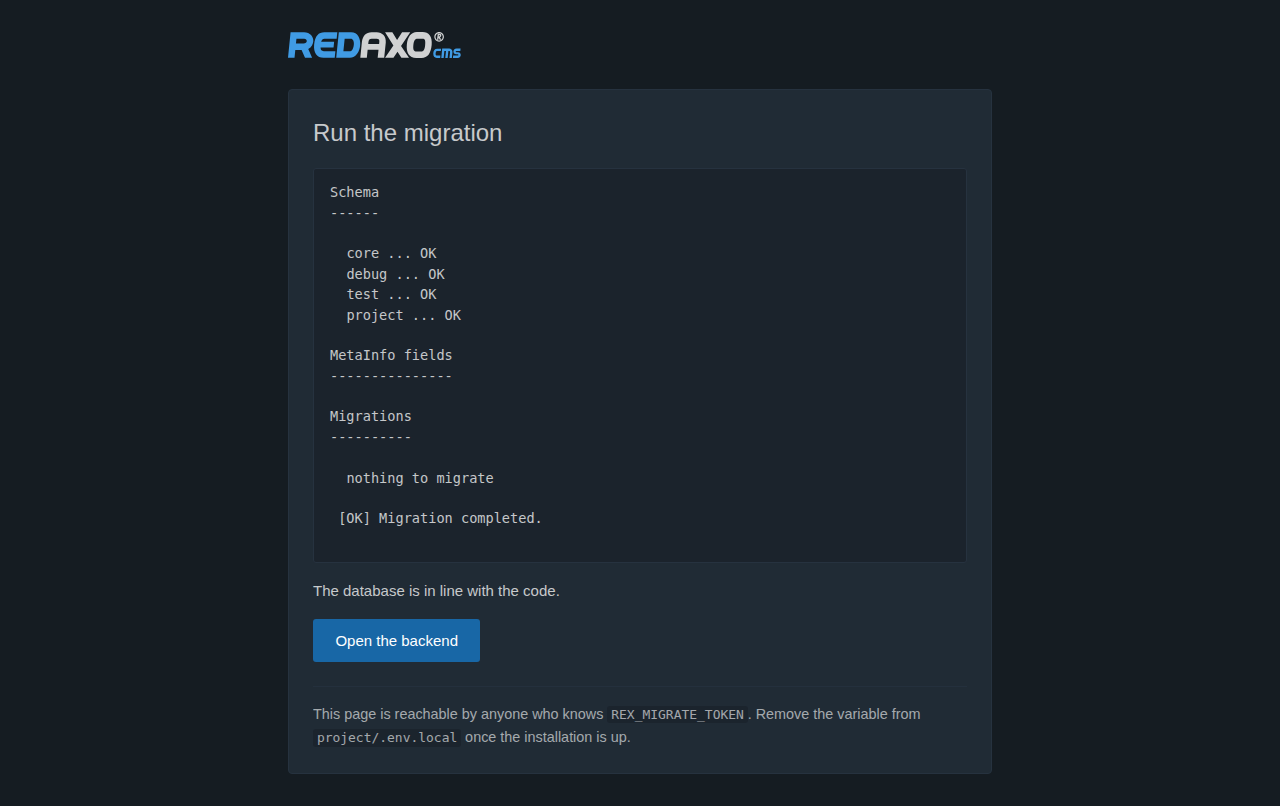 REDAXO®
cms
Run the migration
Schema
------
core ... OK
debug ... OK
test ... OK
project ... OK
MetaInfo fields
---------------
Migrations
----------
nothing to migrate
[OK] Migration completed.
The database is in line with the code.
Open the backend
This page is reachable by anyone who knows REX_MIGRATE_TOKEN. Remove the variable from
project/.env.local once the installation is up.